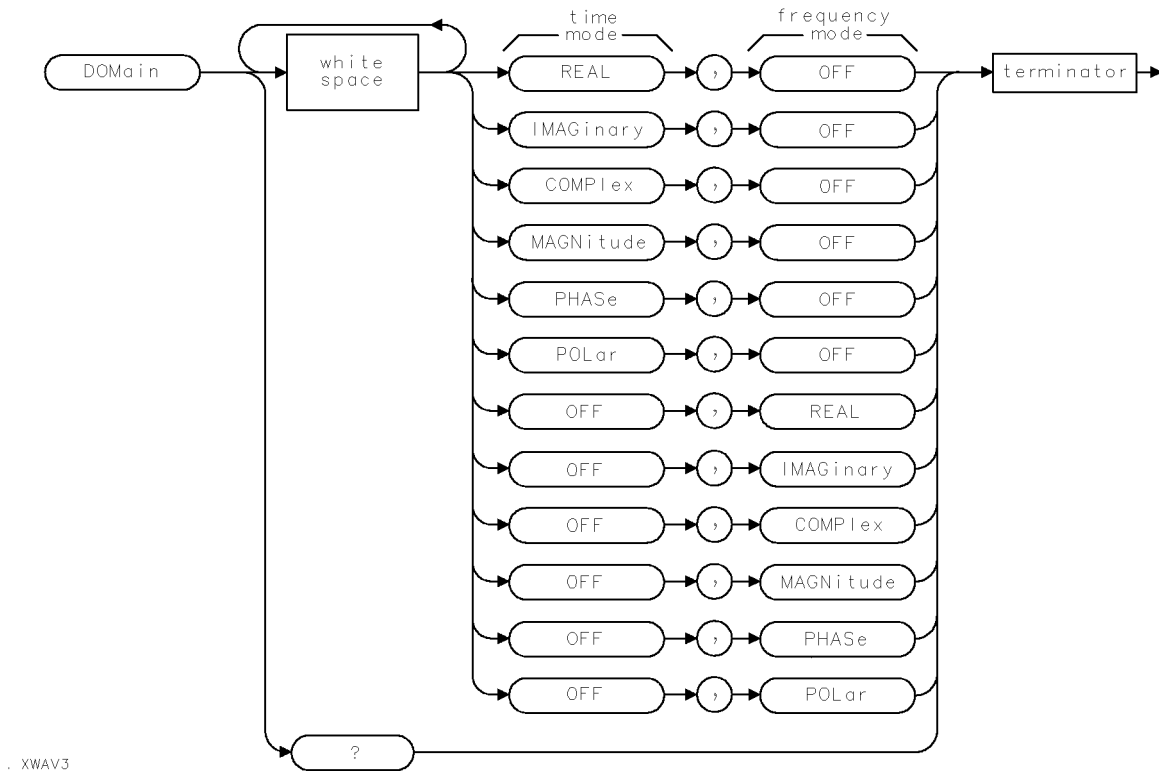 time
mode
frequency
mode
DOMain
white
space
REAL , OFF
terminator
IMAGinary , OFF
COMPlex , OFF
MAGNitude , OFF
PHASe , OFF
POLar , OFF
OFF , REAL
OFF , IMAGinary
OFF , COMPlex
OFF , MAGNitude
OFF , PHASe
OFF , POLar
?
. XWAV3